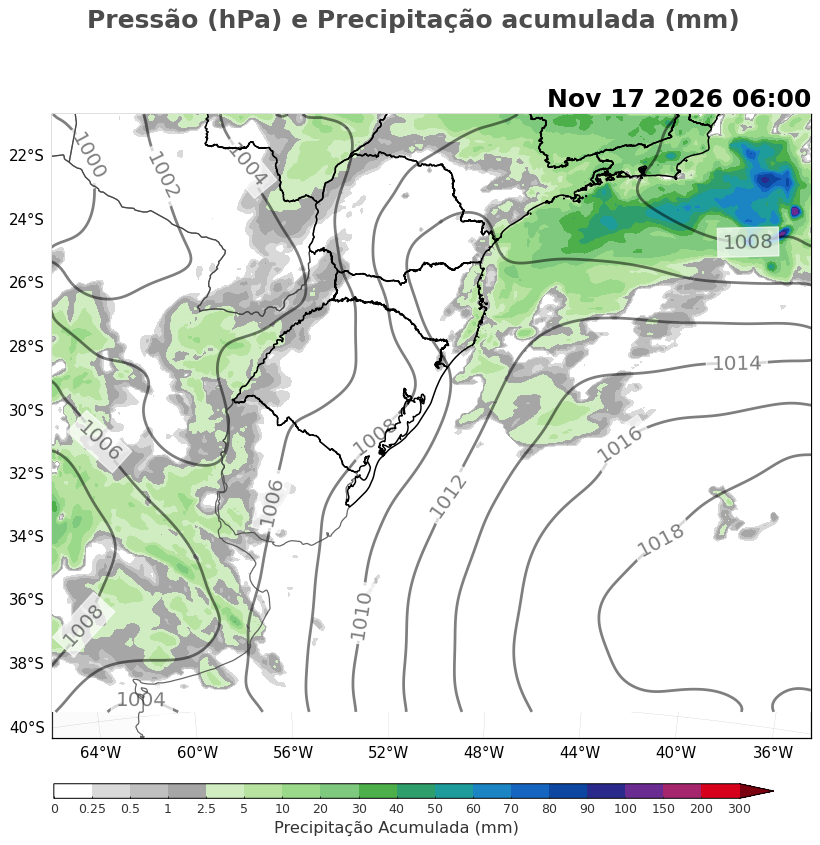 Pressão (hPa) e Precipitação acumulada (mm)
Nov 17 2026 06:00
22°S
24°S
26°S
28°S
30°S
32°S
34°S
36°S
38°S
40°S
1000
1002
1004
1008
1014
1006
1008
1016
1012
1006
1018
1010
1008
1004
64°W 60°W 56°W 52°W 48°W 44°W 40°W 36°W
0 0.25 0.5 1 2.5 5 10 20 30 40 50 60 70 80 90 100 150 200 300
Precipitação Acumulada (mm)